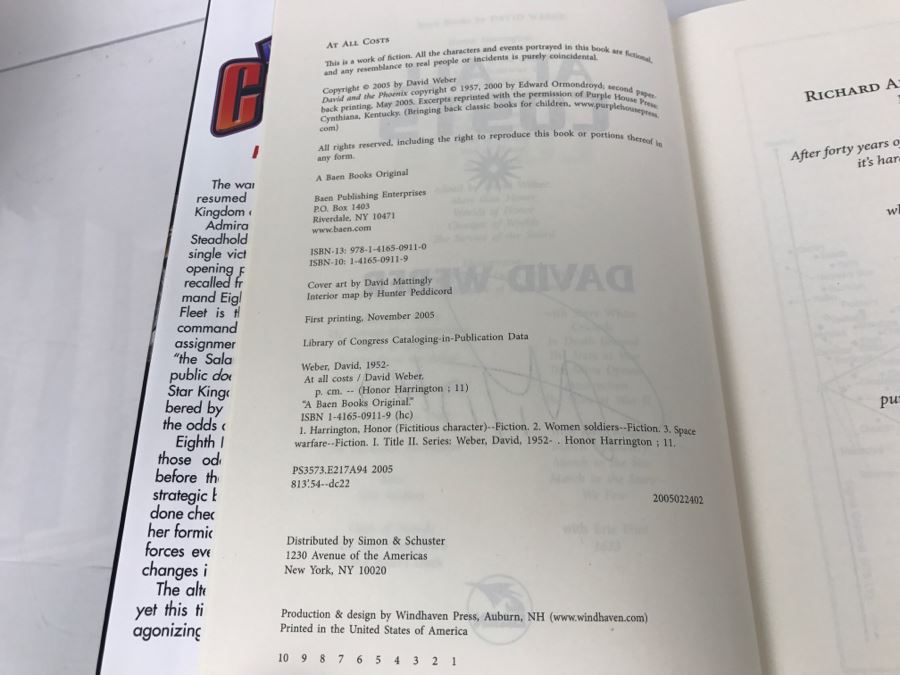 The war
resumed
Kingdom
Admira
Steadhold
single vict
opening p
recalled fr
mand Eigl
Fleet is tl
command
assignmer
"the Sala
public doe
Star Kingc
bered by
the odds
Eighth
those od
before th
strategic
done chec
her formic
forces eve
changes i
The alte
yet this ti
agonizing
AT ALL COSTS
This is a work of fiction. All the characters and events portrayed in this book are fictional,
and any resemblance to real people or incidents is purely coincidental.
Copyright © 2005 by David Weber
David and the Phoenix copyright © 1957, 2000 by Edward Ormondroyd; second paper-
back printing, May 2005. Excerpts reprinted with the permission of Purple House Press
Cynthiana, Kentucky. (Bringing back classic books for children, www.purplehousepress.
com)
All rights reserved, including the right to reproduce this book or portions thereof in
any form.
A Baen Books Original
Baen Publishing Enterprises
P.O. Box 1403
Riverdale, NY 10471
www.baen.com
ISBN-13: 978-1-4165-0911-0
ISBN-10: 1-4165-0911-9
Cover art by David Mattingly
Interior map by Hunter Peddicord
First printing, November 2005
Library of Congress Cataloging-in-Publication Data
Weber, David, 1952-
At all costs / David Weber.
p. cm. -- (Honor Harrington ; 11)
"A Baen Books Original."
ISBN 1-4165-0911-9 (hc)
1. Harrington, Honor (Fictitious character)--Fiction. 2. Women soldiers--Fiction. 3. Space
warfare--Fiction. I. Title II. Series: Weber, David, 1952- . Honor Harrington ; 11.
PS3573.E217A94 2005
813'.54--dc22
2005022402
Distributed by Simon & Schuster
1230 Avenue of the Americas
New York, NY 10020
Production & design by Windhaven Press, Auburn, NH (www.windhaven.com)
Printed in the United States of America
10 9 8 7 6 5 4 3 2 1
RICHARD A
After forty years o
it's har
wh
pu